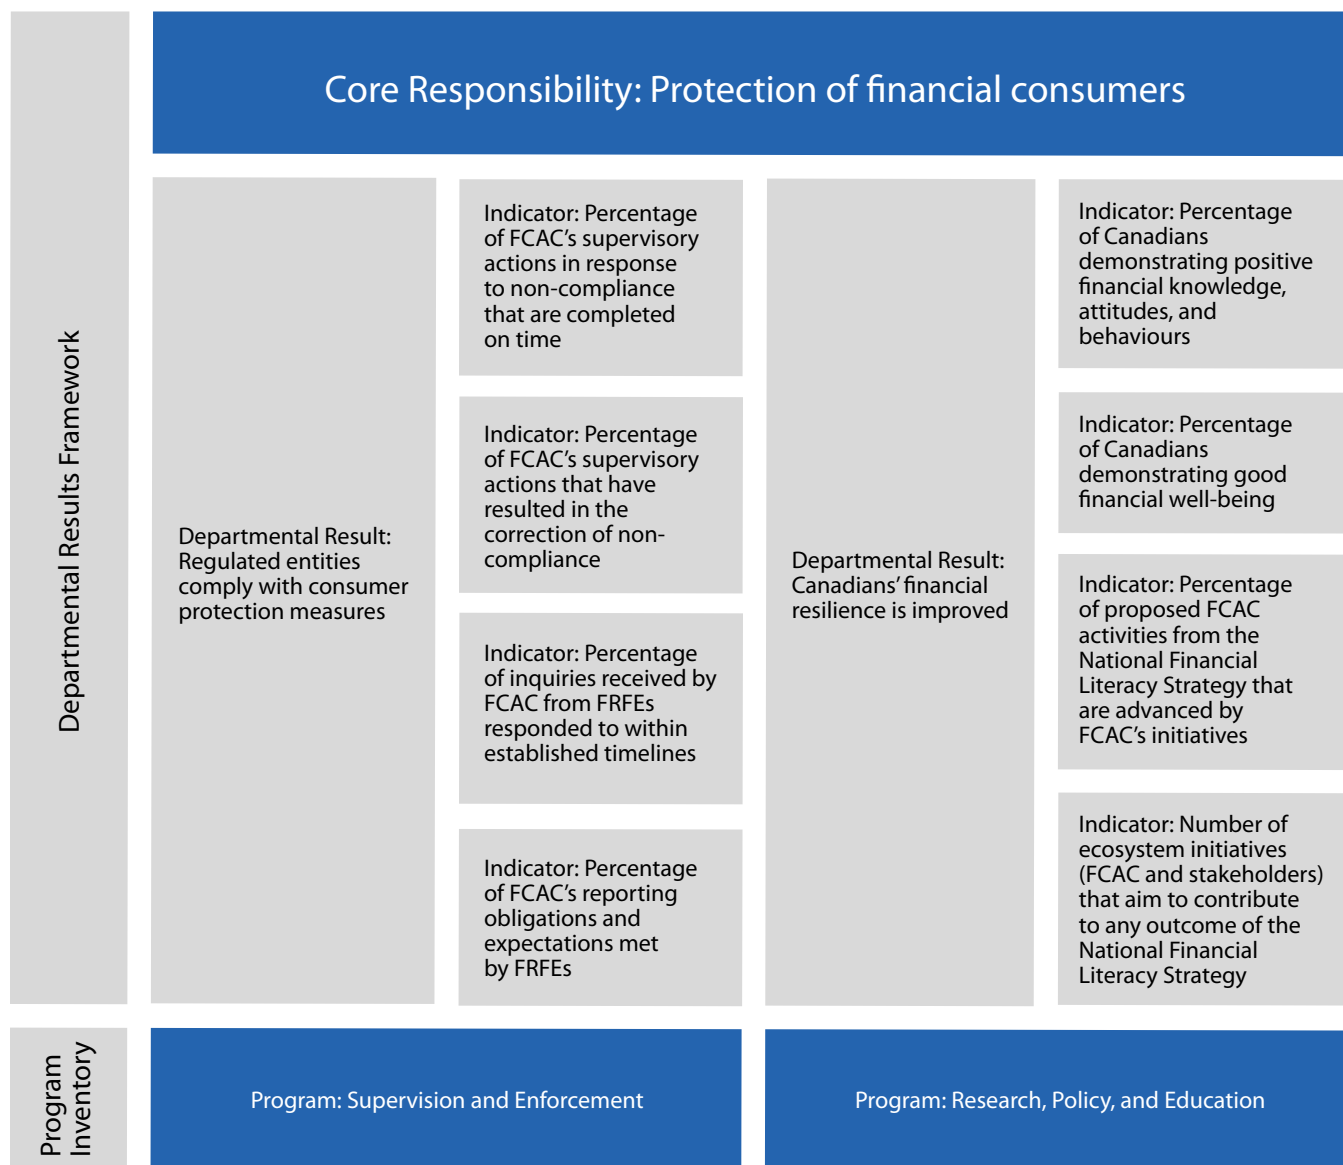 Core Responsibility: Protection of financial consumers
Departmental Results Framework
Departmental Result:
Regulated entities
comply with consumer
protection measures
Indicator: Percentage
of FCAC’s supervisory
actions in response
to non-compliance
that are completed
on time
Indicator: Percentage
of FCAC’s supervisory
actions that have
resulted in the
correction of non-
compliance
Indicator: Percentage
of inquiries received by
FCAC from FRFEs
responded to within
established timelines
Indicator: Percentage
of FCAC’s reporting
obligations and
expectations met
by FRFEs
Departmental Result:
Canadians’ financial
resilience is improved
Indicator: Percentage
of Canadians
demonstrating positive
financial knowledge,
attitudes, and
behaviours
Indicator: Percentage
of Canadians
demonstrating good
financial well-being
Indicator: Percentage
of proposed FCAC
activities from the
National Financial
Literacy Strategy that
are advanced by
FCAC’s initiatives
Indicator: Number of
ecosystem initiatives
(FCAC and stakeholders)
that aim to contribute
to any outcome of the
National Financial
Literacy Strategy
Program
Inventory
Program: Supervision and Enforcement
Program: Research, Policy, and Education